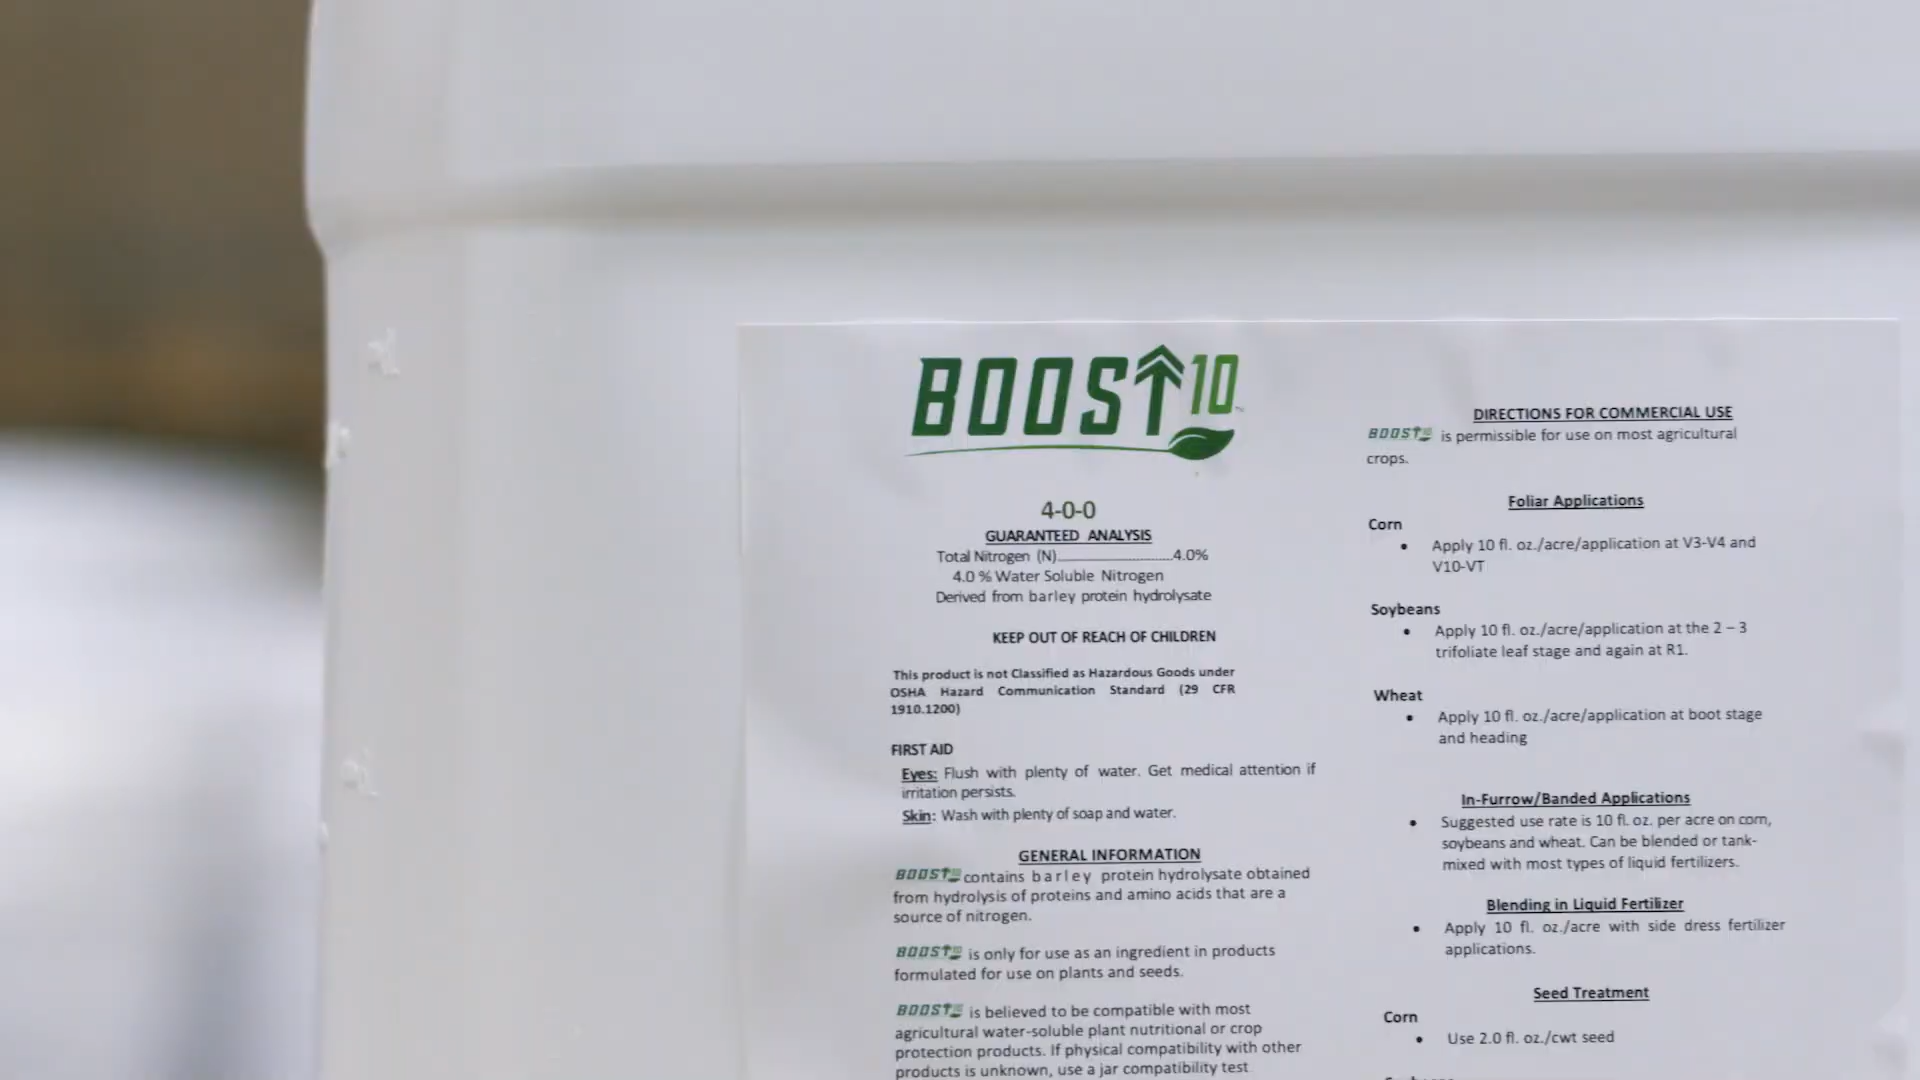 BOOST10
4-0-0
GUARANTEED ANALYSIS
Total Nitrogen (N)..............................4.0%
4.0 % Water Soluble Nitrogen
Derived from barley protein hydrolysate
KEEP OUT OF REACH OF CHILDREN
This product is not Classified as Hazardous Goods under
OSHA Hazard Communication Standard (29 CFR
1910.1200)
FIRST AID
Eyes: Flush with plenty of water. Get medical attention if
irritation persists.
Skin: Wash with plenty of soap and water.
GENERAL INFORMATION
BOOST10 contains barley protein hydrolysate obtained
from hydrolysis of proteins and amino acids that are a
source of nitrogen.
BOOST10 is only for use as an ingredient in products
formulated for use on plants and seeds.
BOOST10 is believed to be compatible with most
agricultural water-soluble plant nutritional or crop
protection products. If physical compatibility with other
products is unknown, use a jar compatibility test
DIRECTIONS FOR COMMERCIAL USE
BOOST10 is permissible for use on most agricultural
crops.
Foliar Applications
Corn
• Apply 10 fl. oz./acre/application at V3-V4 and
V10-VT
Soybeans
• Apply 10 fl. oz./acre/application at the 2 – 3
trifoliate leaf stage and again at R1.
Wheat
• Apply 10 fl. oz./acre/application at boot stage
and heading
In-Furrow/Banded Applications
• Suggested use rate is 10 fl. oz. per acre on corn,
soybeans and wheat. Can be blended or tank-
mixed with most types of liquid fertilizers.
Blending in Liquid Fertilizer
• Apply 10 fl. oz./acre with side dress fertilizer
applications.
Seed Treatment
Corn
• Use 2.0 fl. oz./cwt seed